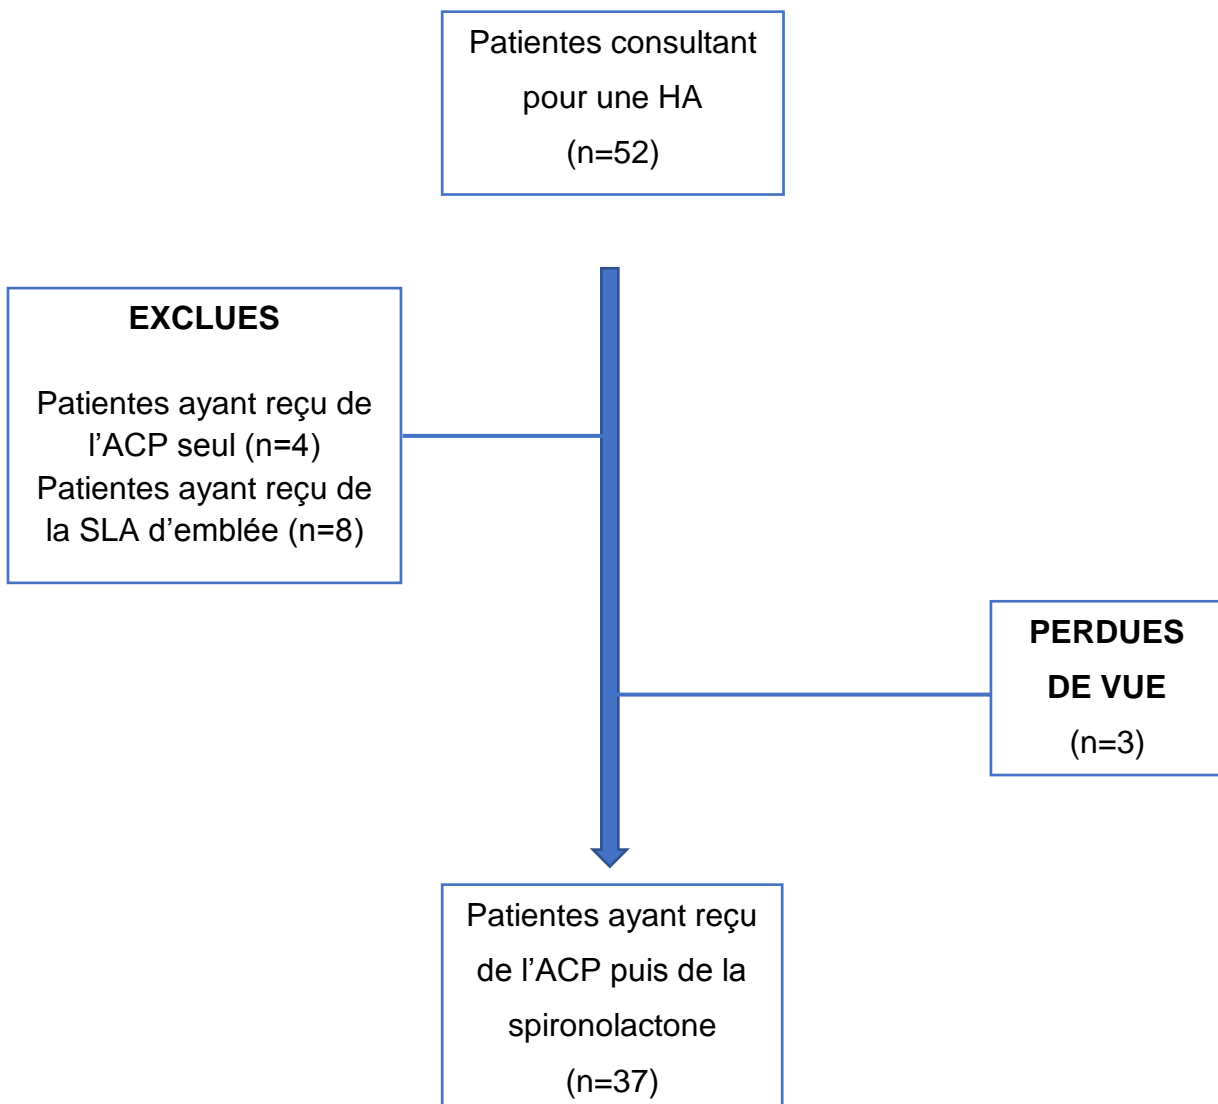 Patientes consultant
pour une HA
(n=52)
EXCLUES
Patientes ayant reçu de
l’ACP seul (n=4)
Patientes ayant reçu de
la SLA d’emblée (n=8)
PERDUES
DE VUE
(n=3)
Patientes ayant reçu
de l’ACP puis de la
spironolactone
(n=37)